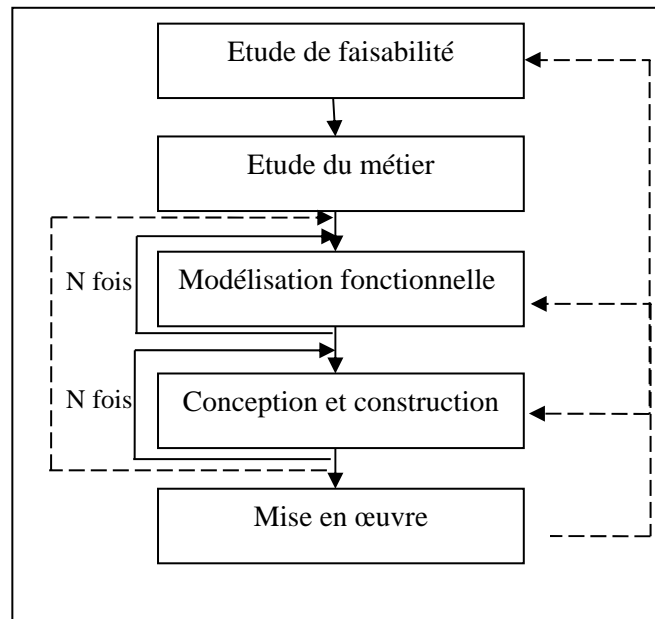 Etude de faisabilité
Etude du métier
N fois
Modélisation fonctionnelle
N fois
Conception et construction
Mise en œuvre